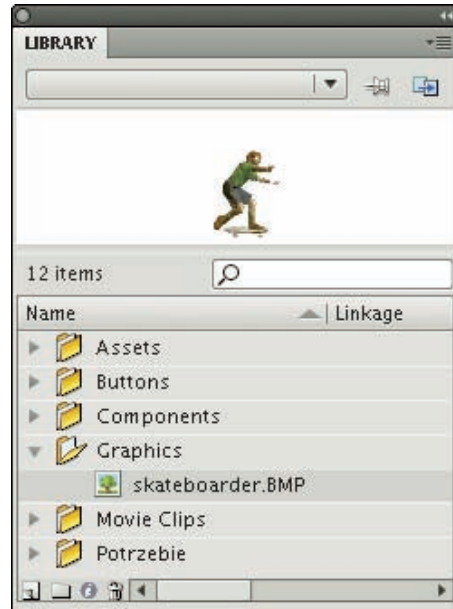 LIBRARY
12 items
Name Linkage
Assets
Buttons
Components
Graphics
skateboarder.BMP
Movie Clips
Potrzebie